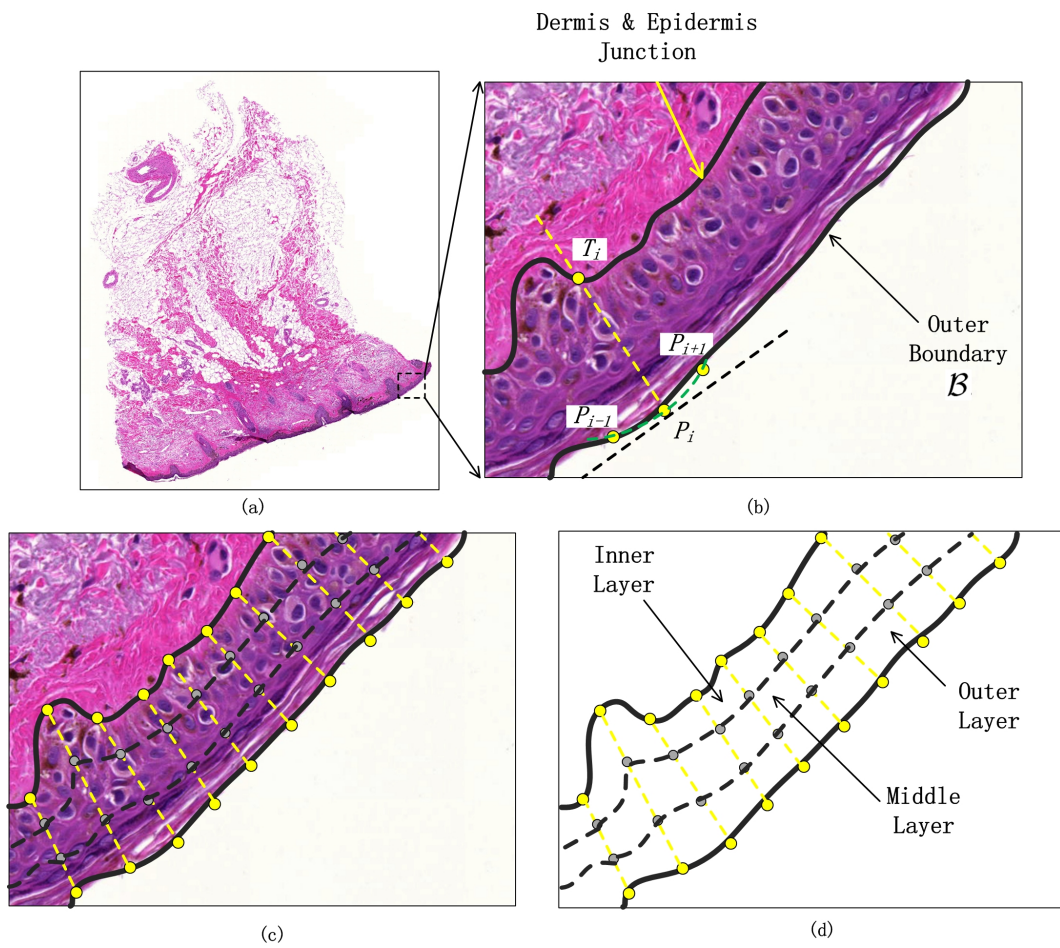 Dermis & Epidermis
Junction
T_i
P_{i+1}
P_{i-1}
P_i
Outer
Boundary
ℬ
(a)
(b)
Inner
Layer
Outer
Layer
Middle
Layer
(c)
(d)